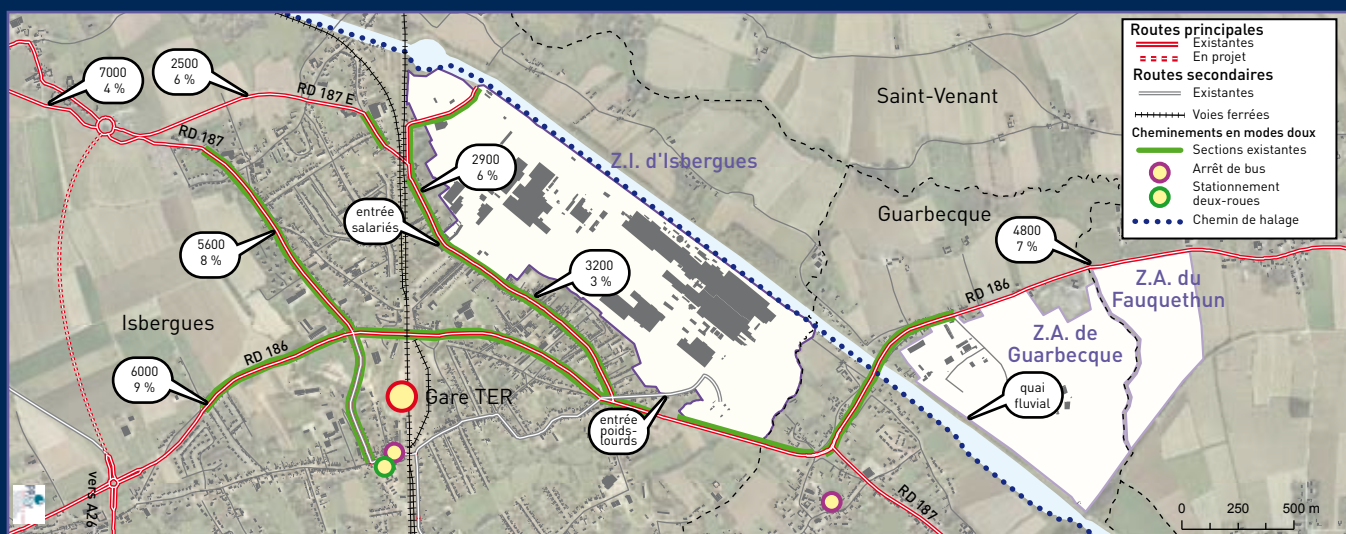 7000
4 %
2500
6 %
RD 187 E
RD 187
2900
6 %
entrée
salariés
5600
8 %
3200
3 %
Z.I. d'Isbergues
Saint-Venant
Guarbecque
4800
7 %
RD 186
Z.A. du
Fauquethun
Z.A. de
Guarbecque
quai
fluvial
Isbergues
RD 186
6000
9 %
Gare TER
entrée
poids-
lourds
RD 187
vers A26
Routes principales
Existantes
En projet
Routes secondaires
Existantes
Voies ferrées
Cheminements en modes doux
Sections existantes
Arrêt de bus
Stationnement
deux-roues
Chemin de halage
0 250 500 m